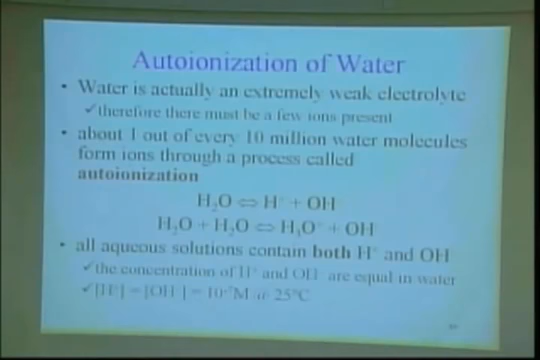 Autoionization of Water
• Water is actually an extremely weak electrolyte
✓therefore there must be a few ions present
• about 1 out of every 10 million water molecules
form ions through a process called
autoionization
H₂O ⇔ H⁺ + OH⁻
H₂O + H₂O ⇔ H₃O⁺ + OH⁻
• all aqueous solutions contain both H⁺ and OH⁻
✓the concentration of H⁺ and OH⁻ are equal in water
✓[H⁺] = [OH⁻] = 10⁻⁷M @ 25°C